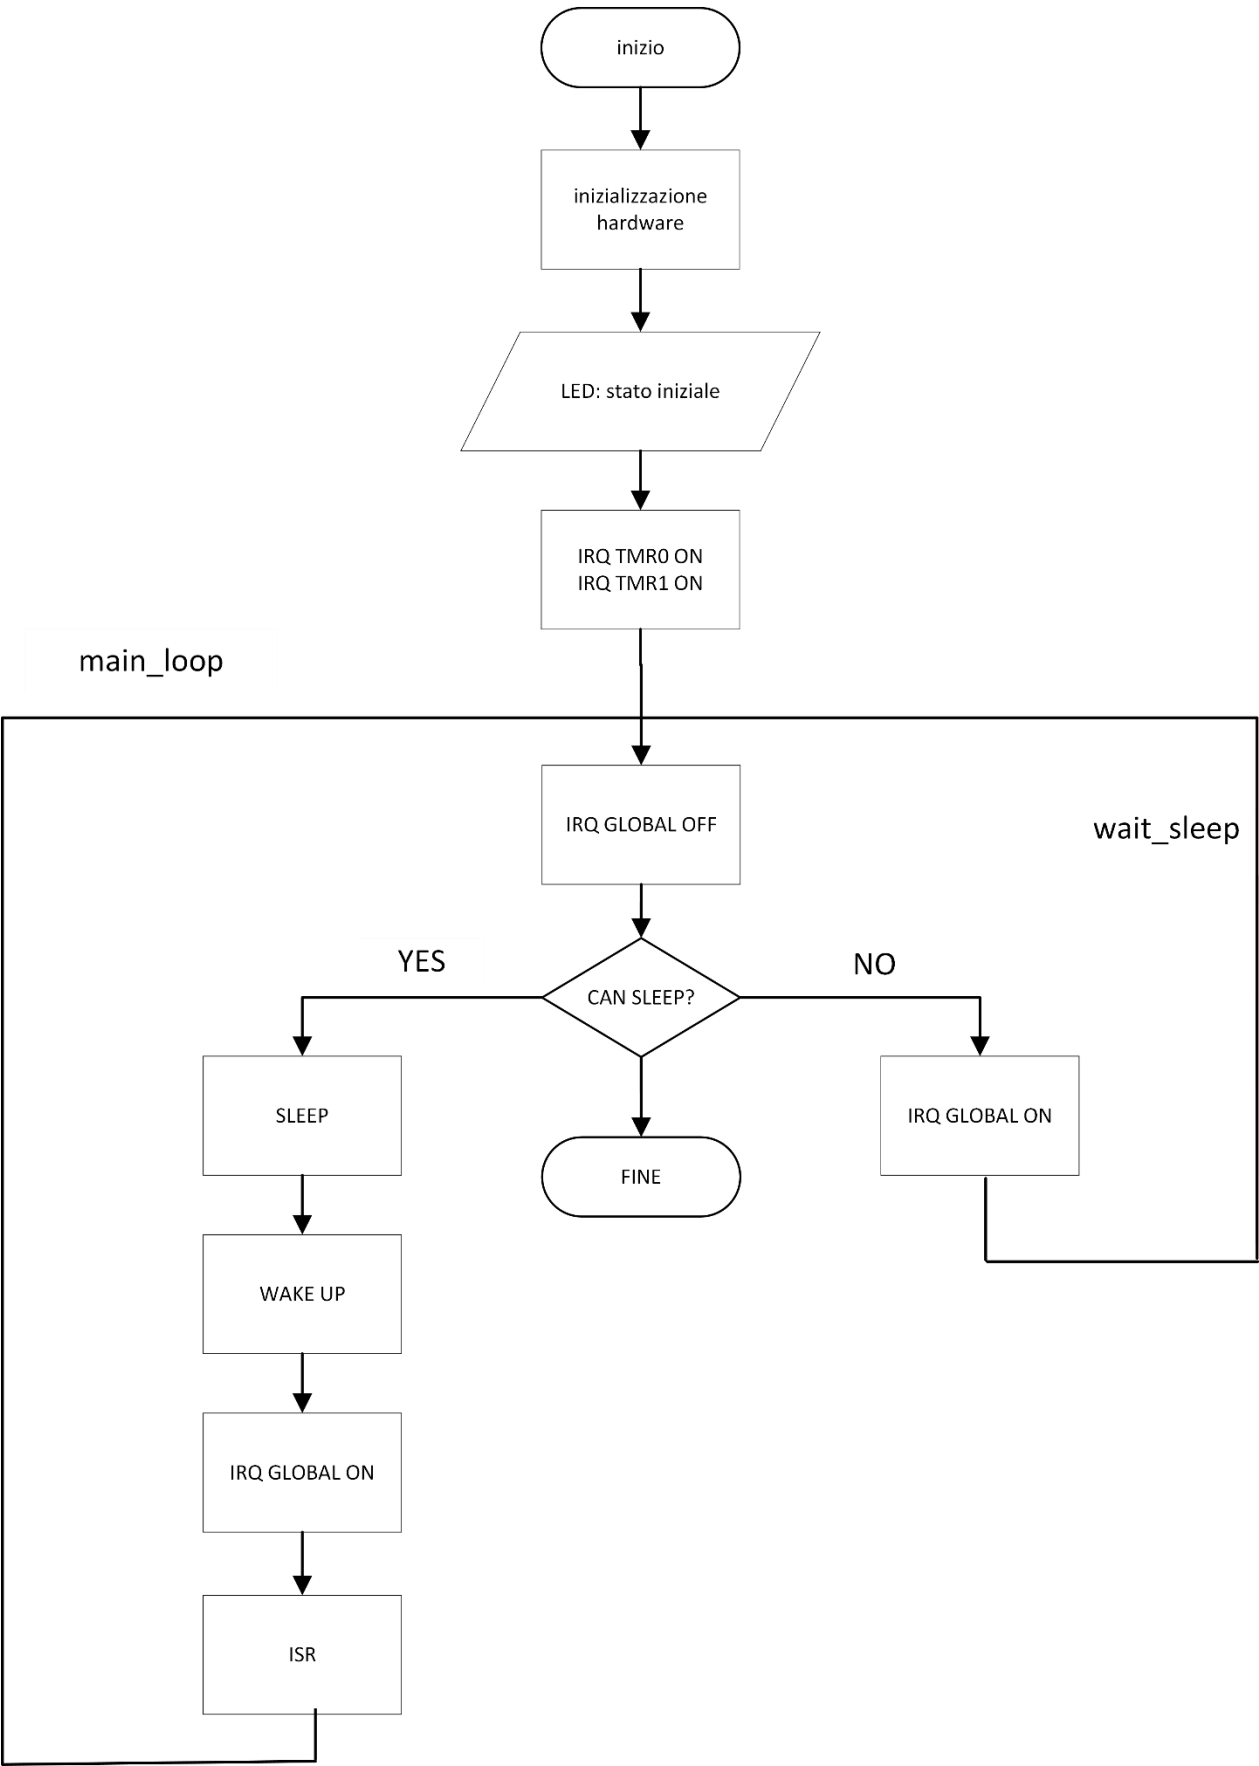 inizio
inizializzazione
hardware
LED: stato iniziale
IRQ TMR0 ON
IRQ TMR1 ON
main_loop
IRQ GLOBAL OFF
wait_sleep
YES
NO
CAN SLEEP?
SLEEP
IRQ GLOBAL ON
FINE
WAKE UP
IRQ GLOBAL ON
ISR